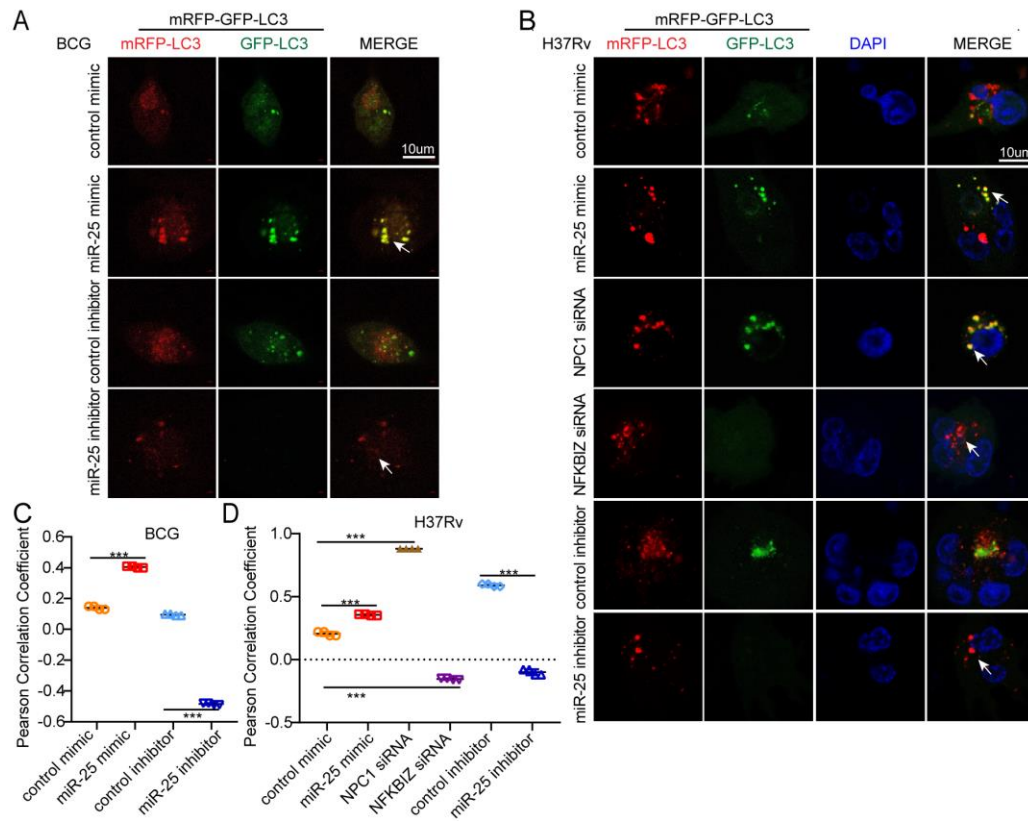 A
mRFP-GFP-LC3
BCG mRFP-LC3 GFP-LC3 MERGE
control mimic
10um
miR-25 mimic
control inhibitor
miR-25 inhibitor
B
mRFP-GFP-LC3
H37Rv mRFP-LC3 GFP-LC3 DAPI MERGE
control mimic
10um
miR-25 mimic
NPC1 siRNA
NFKBIZ siRNA
control inhibitor
miR-25 inhibitor
C
BCG
Pearson Correlation Coefficient
0.6
0.4
0.2
0.0
-0.2
-0.4
-0.6
***
***
control mimic
miR-25 mimic
control inhibitor
miR-25 inhibitor
D
H37Rv
Pearson Correlation Coefficient
1.0
0.5
0.0
-0.5
***
***
***
***
control mimic
miR-25 mimic
NPC1 siRNA
NFKBIZ siRNA
control inhibitor
miR-25 inhibitor